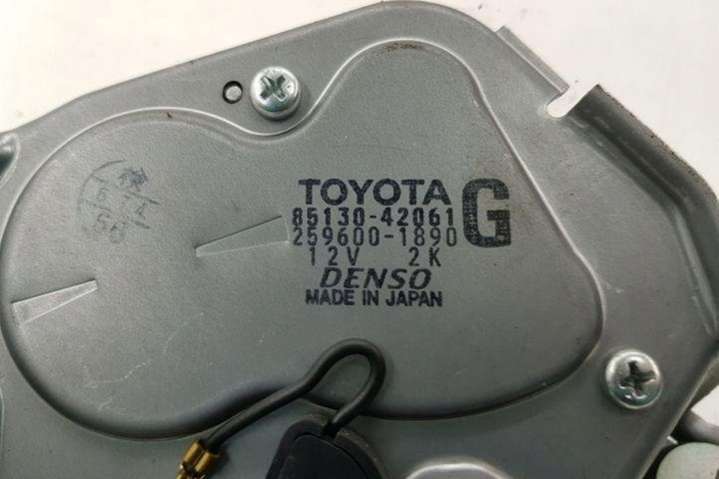 TOYOTA G
85130-42061
259600-1890
12V 2K
DENSO
MADE IN JAPAN